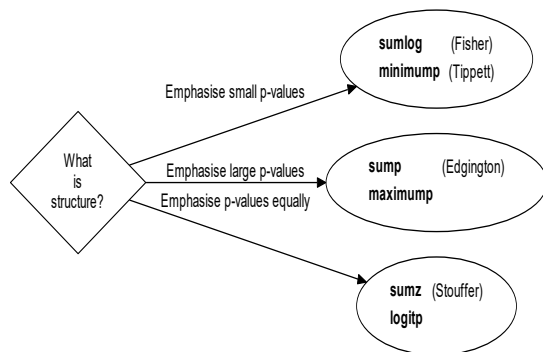 sumlog (Fisher)
minimump (Tippett)
Emphasise small p-values
What
is
structure?
Emphasise large p-values
sump (Edgington)
maximump
Emphasise p-values equally
sumz (Stouffer)
logitp